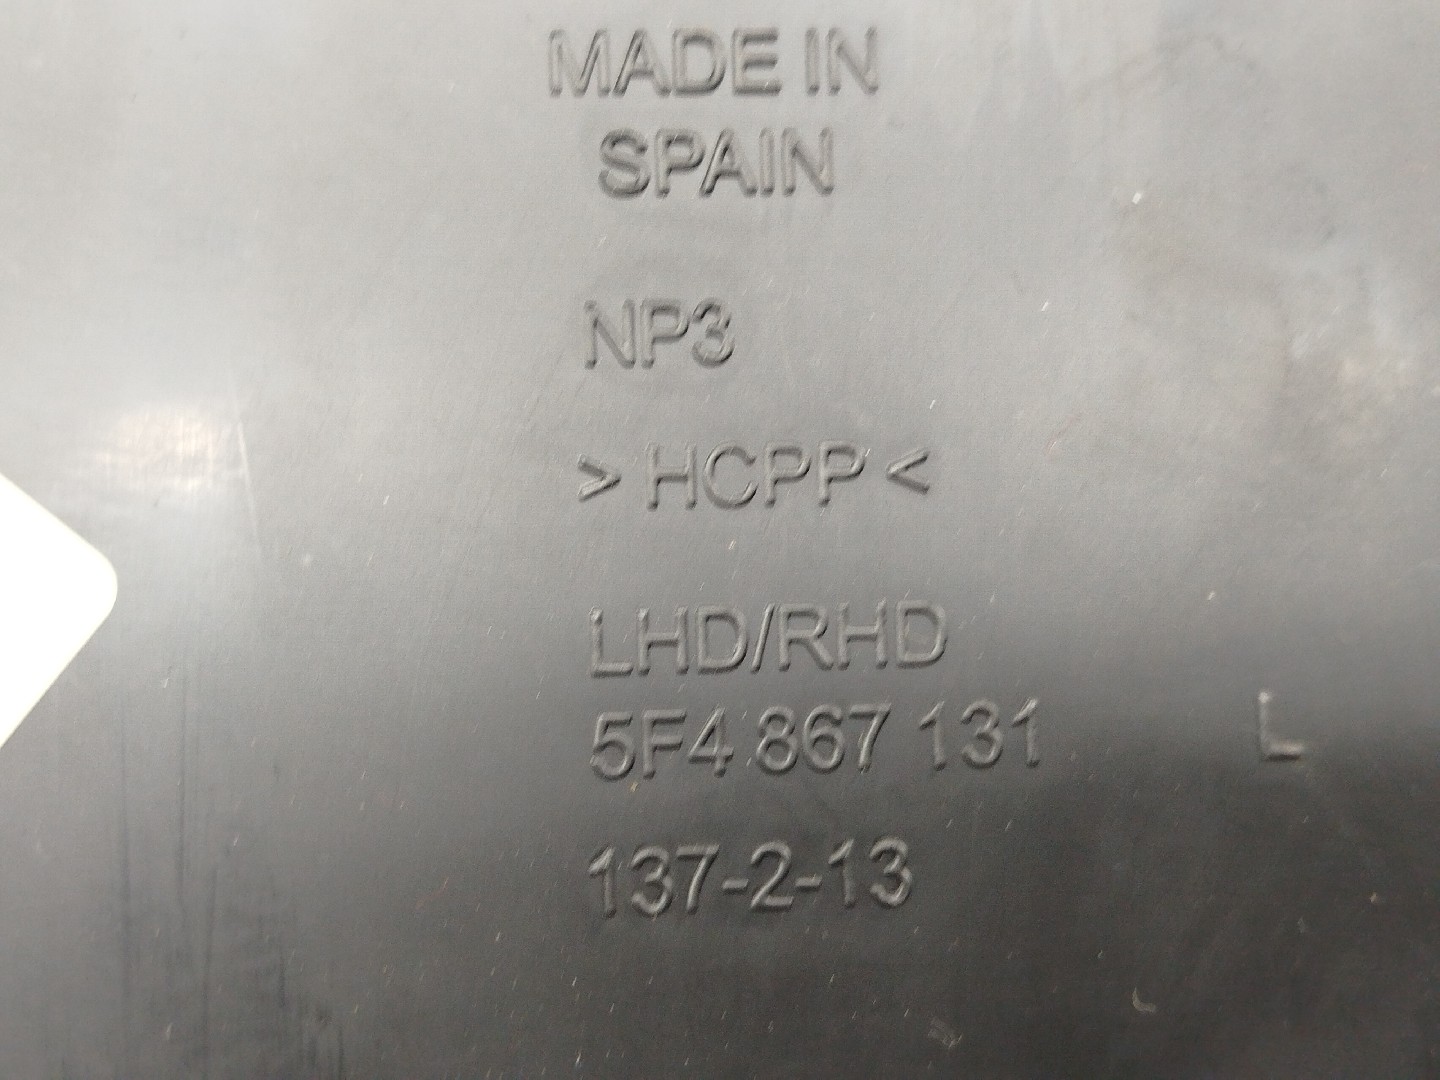 MADE IN
SPAIN
NP3
> HCPP <
LHD/RHD
5F4 867 131 L
137-2-13